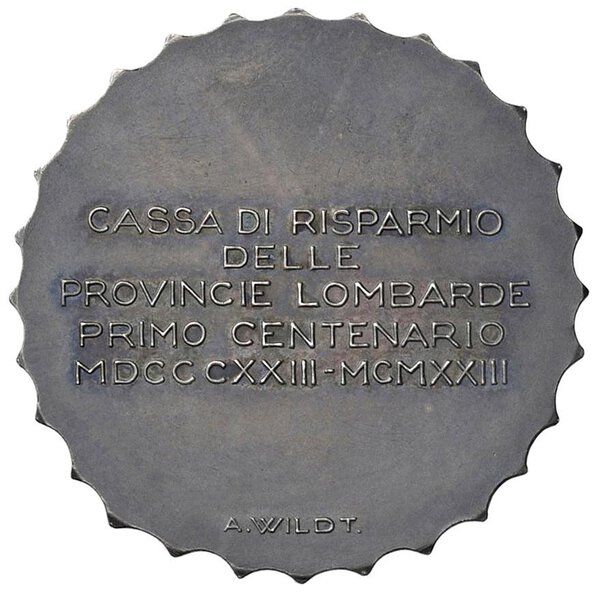 CASSA DI RISPARMIO
DELLE
PROVINCIE LOMBARDE
PRIMO CENTENARIO
MDCCCXXIII-MCMXXIII
A.WILDT.